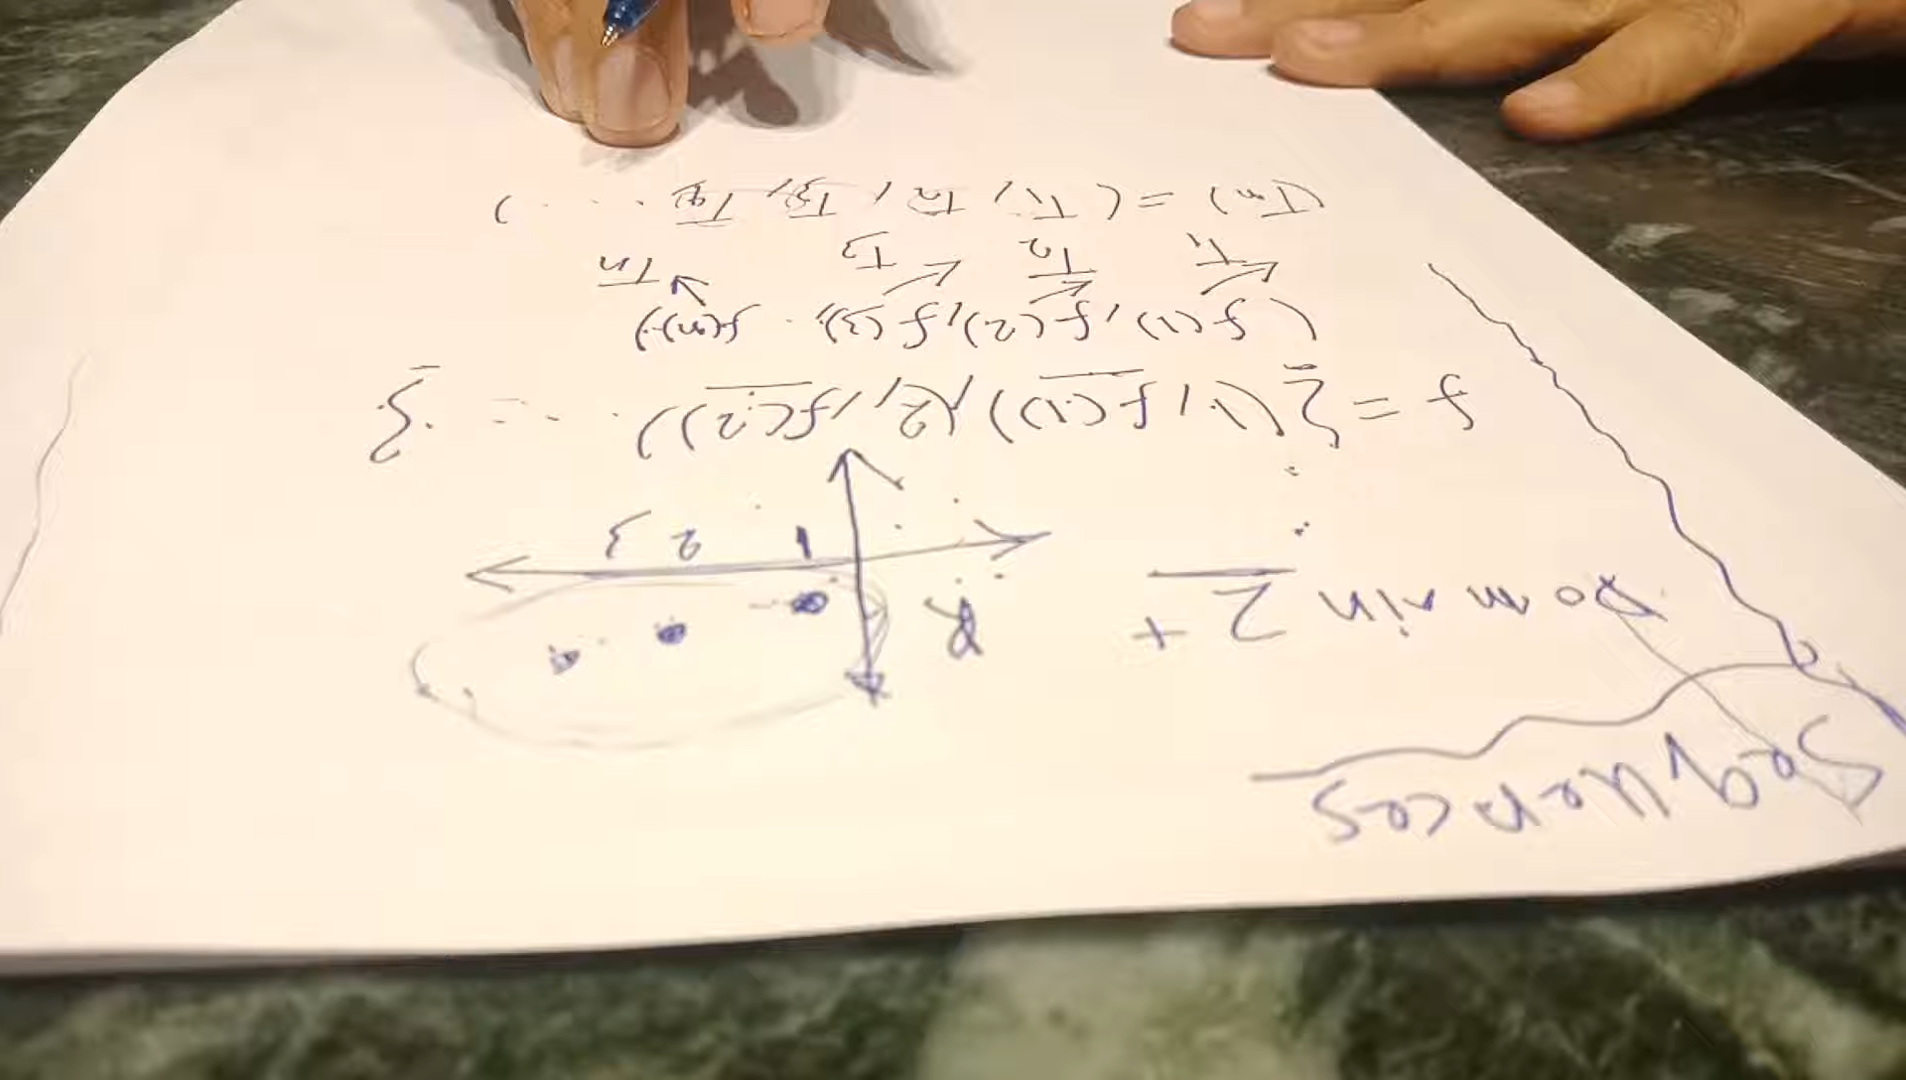 Sequences
Domain Z+
R
1 2 3
f = {(1, f(1)), (2, f(2)) ..... }
(f(1), f(2), f(3). f(n).)
T1 T2 T3 Tn
(Tn) = (T1, T2, T3, T4, .....)